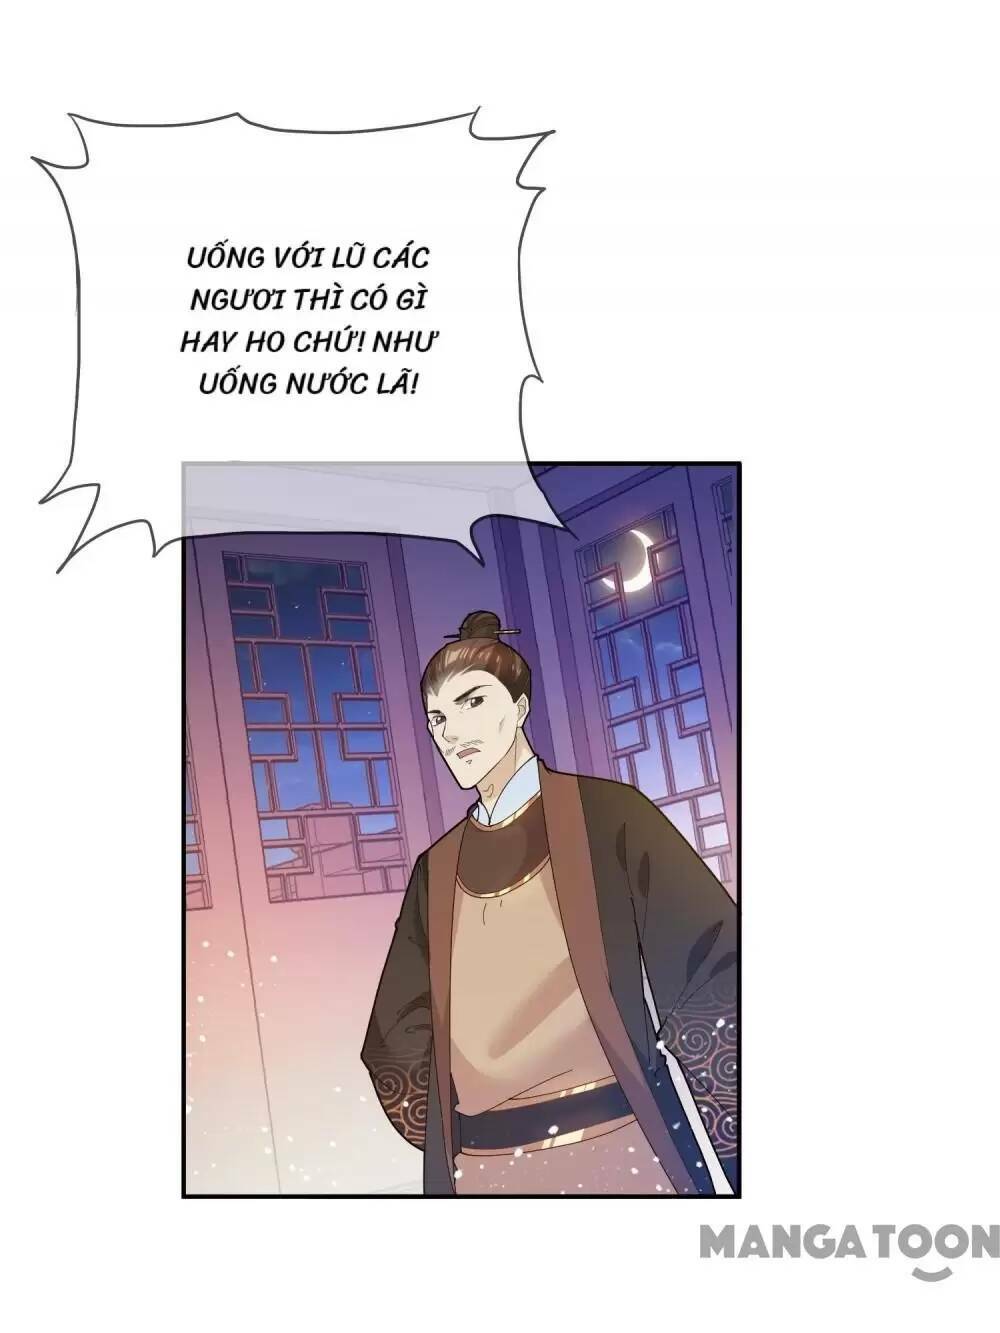 UỐNG VỚI LŨ CÁC
NGƯƠI THÌ CÓ GÌ
HAY HO CHỨ! NHƯ
UỐNG NƯỚC LÃ!
MANGATOON